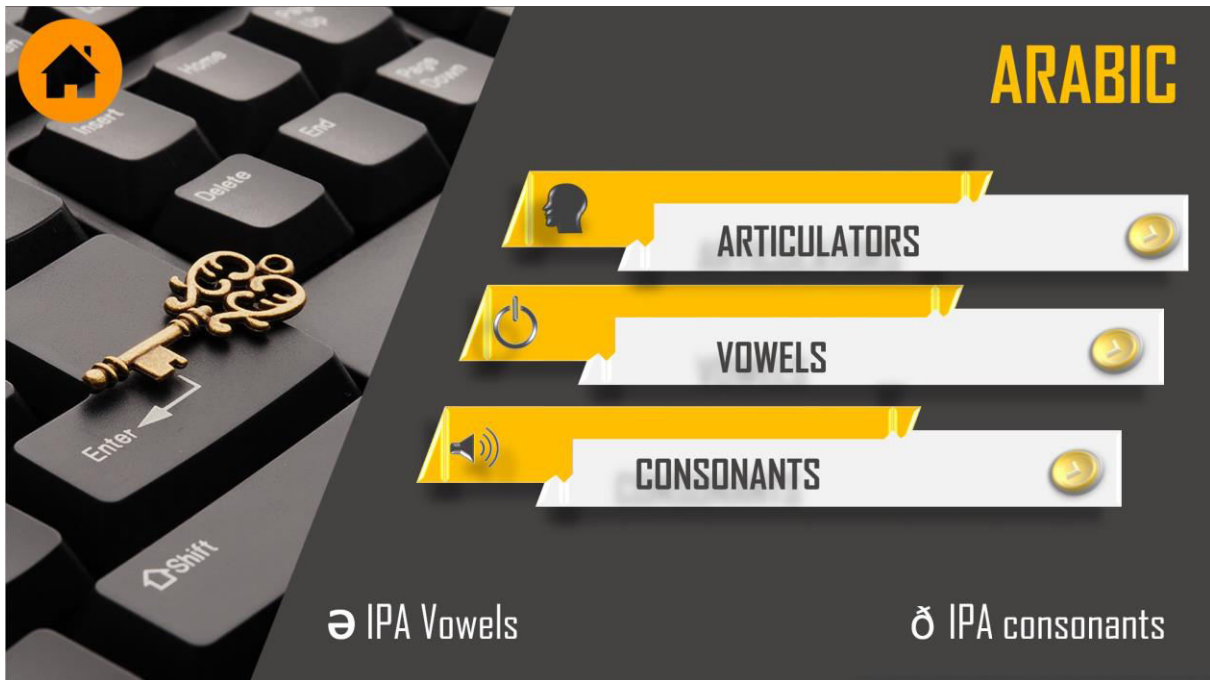 ARABIC
ARTICULATORS
VOWELS
CONSONANTS
ə IPA Vowels
ð IPA consonants
Home
Page Down
Insert
End
Delete
Enter
Shift